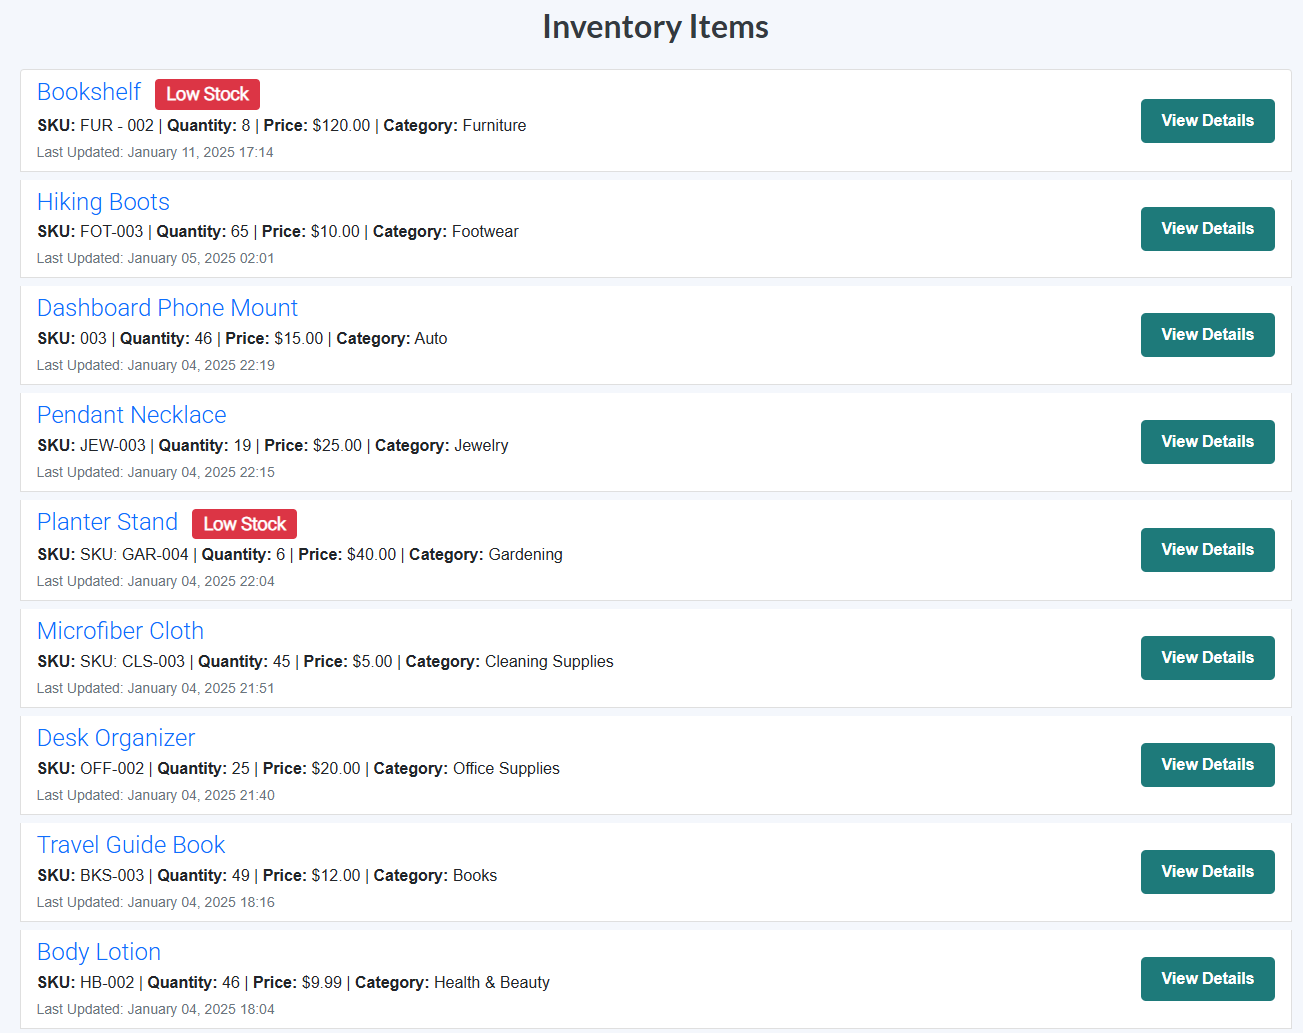 Inventory Items
Bookshelf Low Stock
SKU: FUR - 002 | Quantity: 8 | Price: $120.00 | Category: Furniture
Last Updated: January 11, 2025 17:14
View Details
Hiking Boots
SKU: FOT-003 | Quantity: 65 | Price: $10.00 | Category: Footwear
Last Updated: January 05, 2025 02:01
View Details
Dashboard Phone Mount
SKU: 003 | Quantity: 46 | Price: $15.00 | Category: Auto
Last Updated: January 04, 2025 22:19
View Details
Pendant Necklace
SKU: JEW-003 | Quantity: 19 | Price: $25.00 | Category: Jewelry
Last Updated: January 04, 2025 22:15
View Details
Planter Stand Low Stock
SKU: SKU: GAR-004 | Quantity: 6 | Price: $40.00 | Category: Gardening
Last Updated: January 04, 2025 22:04
View Details
Microfiber Cloth
SKU: SKU: CLS-003 | Quantity: 45 | Price: $5.00 | Category: Cleaning Supplies
Last Updated: January 04, 2025 21:51
View Details
Desk Organizer
SKU: OFF-002 | Quantity: 25 | Price: $20.00 | Category: Office Supplies
Last Updated: January 04, 2025 21:40
View Details
Travel Guide Book
SKU: BKS-003 | Quantity: 49 | Price: $12.00 | Category: Books
Last Updated: January 04, 2025 18:16
View Details
Body Lotion
SKU: HB-002 | Quantity: 46 | Price: $9.99 | Category: Health & Beauty
Last Updated: January 04, 2025 18:04
View Details